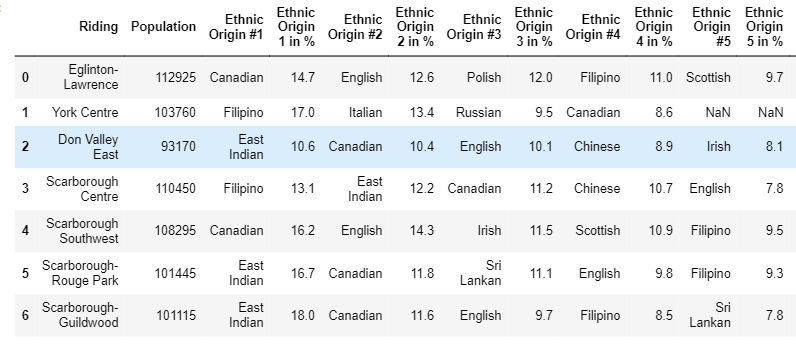 Riding Population Ethnic Origin #1 Ethnic Origin 1 in % Ethnic Origin #2 Ethnic Origin 2 in % Ethnic Origin #3 Ethnic Origin 3 in % Ethnic Origin #4 Ethnic Origin 4 in % Ethnic Origin #5 Ethnic Origin 5 in %
0 Eglinton-Lawrence 112925 Canadian 14.7 English 12.6 Polish 12.0 Filipino 11.0 Scottish 9.7
1 York Centre 103760 Filipino 17.0 Italian 13.4 Russian 9.5 Canadian 8.6 NaN NaN
2 Don Valley East 93170 East Indian 10.6 Canadian 10.4 English 10.1 Chinese 8.9 Irish 8.1
3 Scarborough Centre 110450 Filipino 13.1 East Indian 12.2 Canadian 11.2 Chinese 10.7 English 7.8
4 Scarborough Southwest 108295 Canadian 16.2 English 14.3 Irish 11.5 Scottish 10.9 Filipino 9.5
5 Scarborough-Rouge Park 101445 East Indian 16.7 Canadian 11.8 Sri Lankan 11.1 English 9.8 Filipino 9.3
6 Scarborough-Guildwood 101115 East Indian 18.0 Canadian 11.6 English 9.7 Filipino 8.5 Sri Lankan 7.8